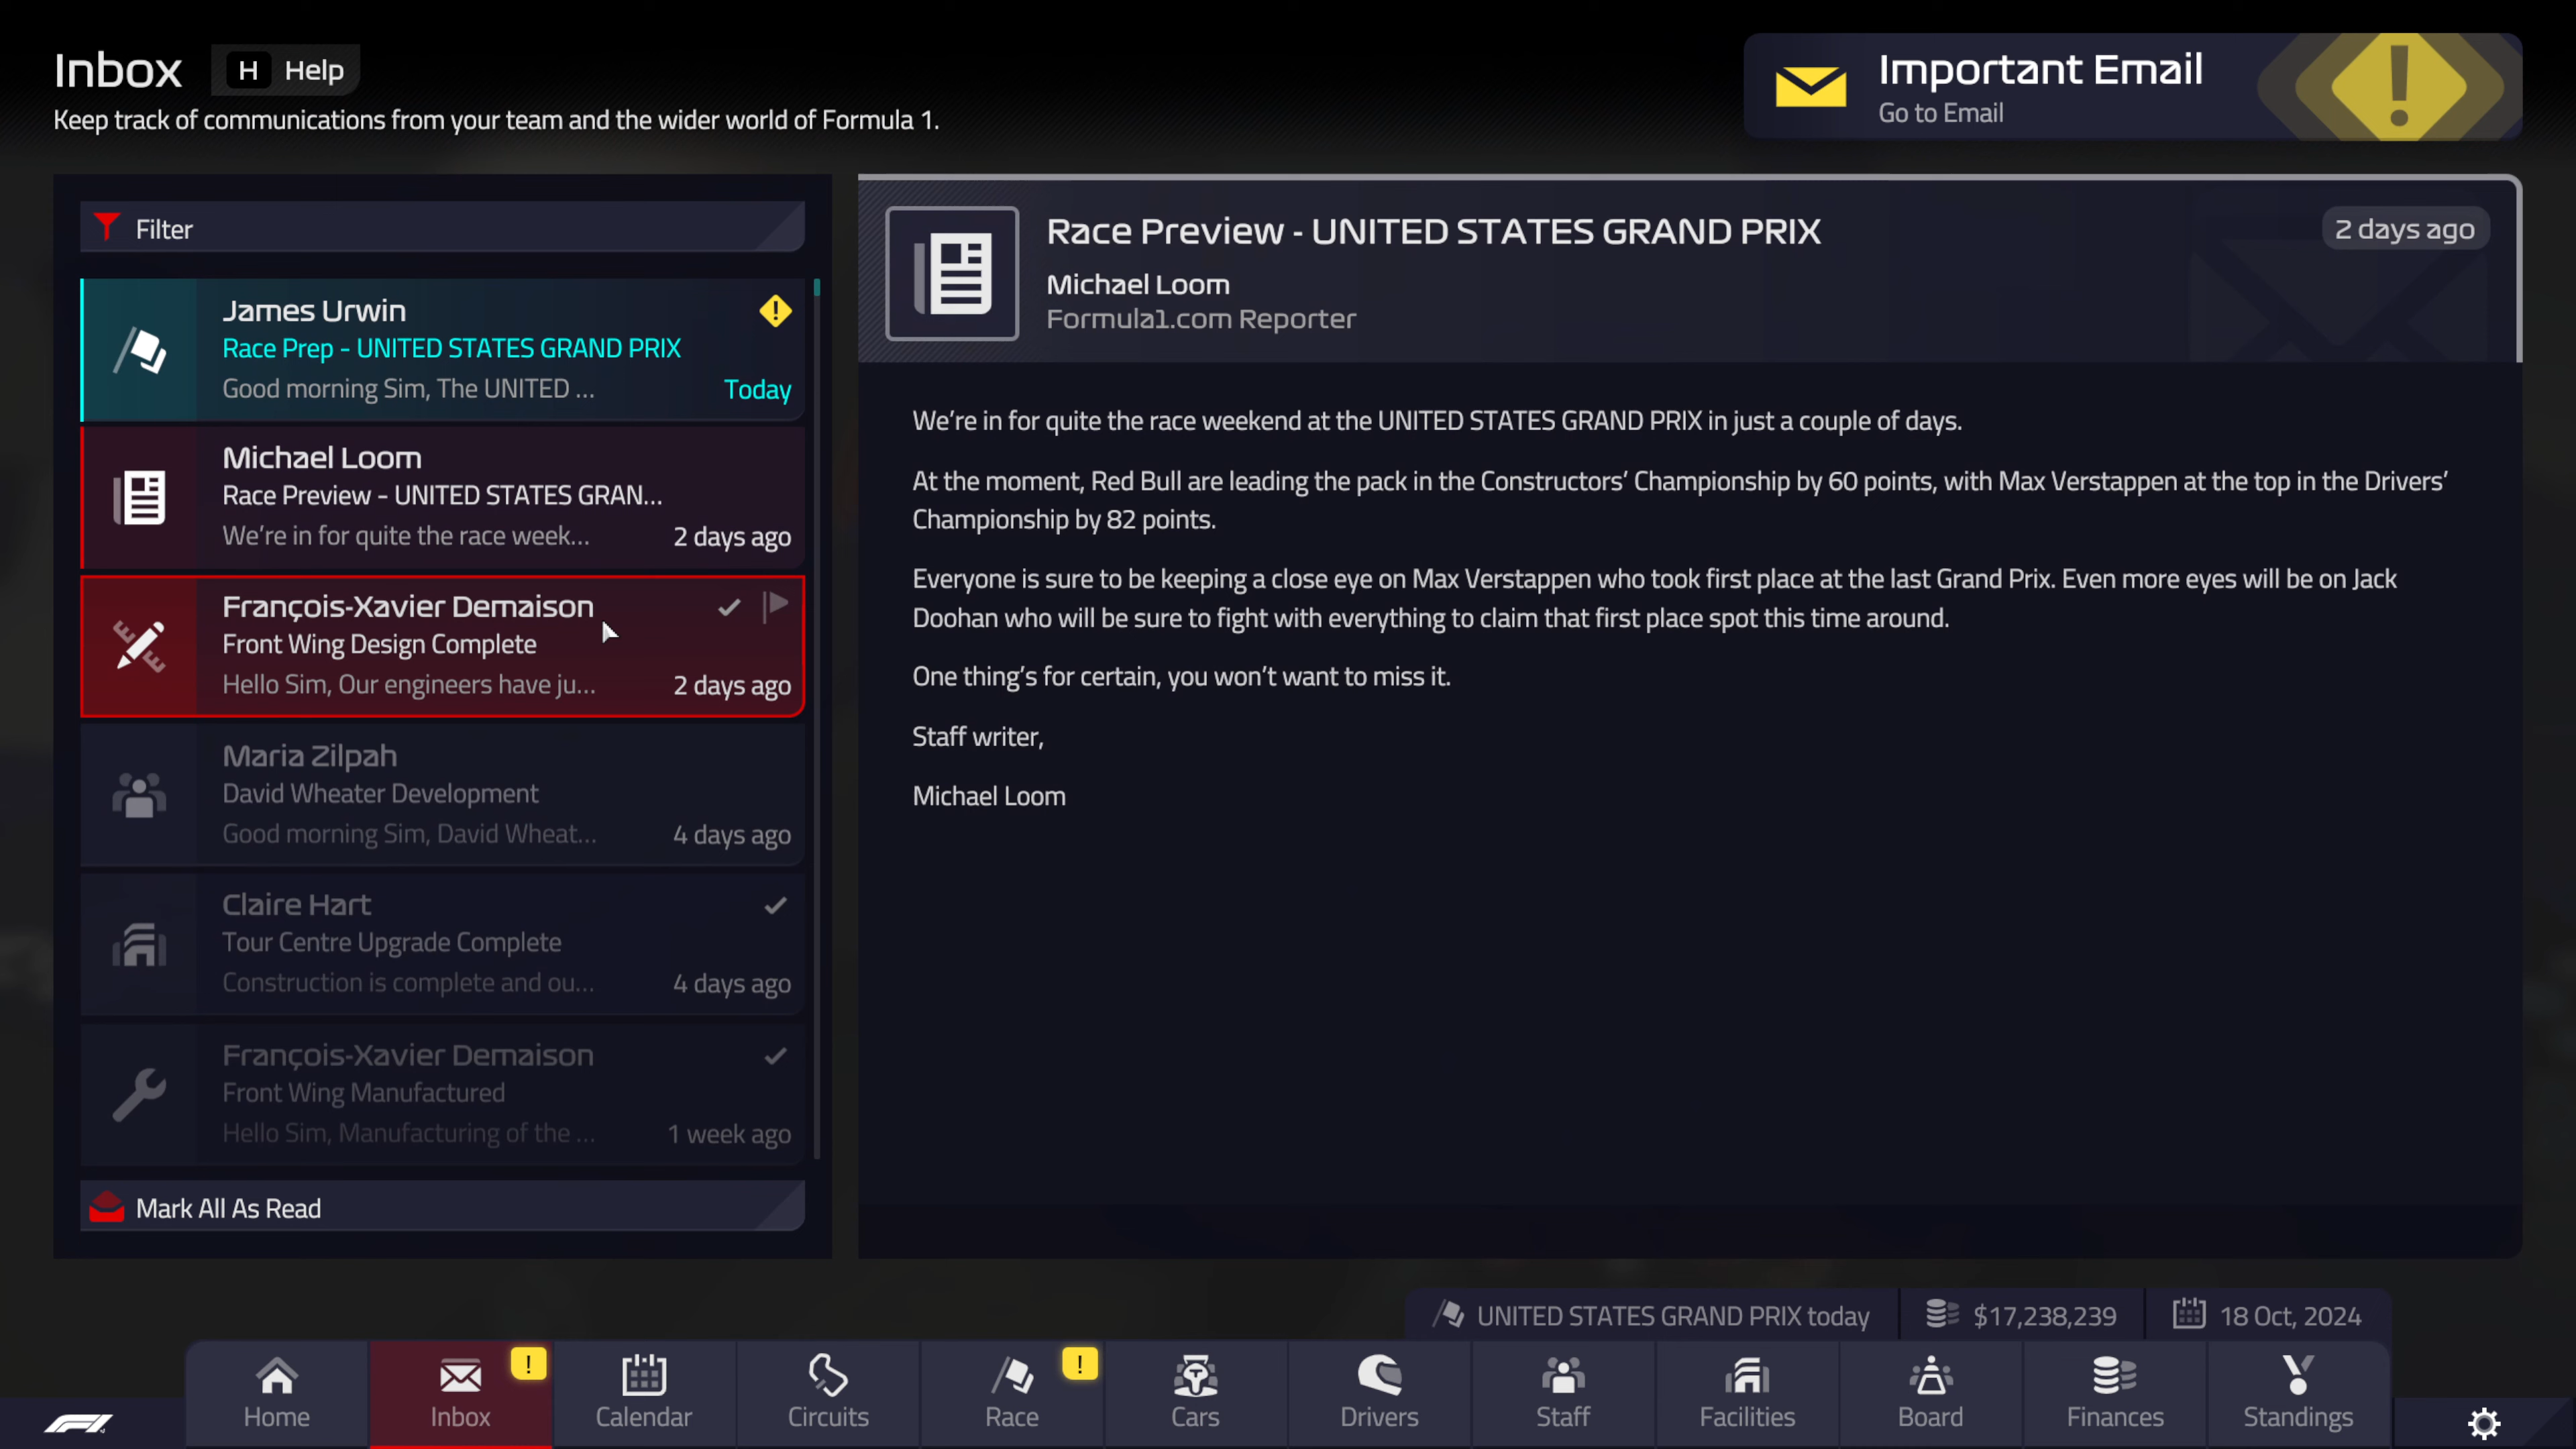 Inbox
H Help
Keep track of communications from your team and the wider world of Formula 1.
Important Email
Go to Email
Filter
James Urwin
Race Prep - UNITED STATES GRAND PRIX
Good morning Sim, The UNITED ...
Today
Michael Loom
Race Preview - UNITED STATES GRAN...
We're in for quite the race week...
2 days ago
François-Xavier Demaison
Front Wing Design Complete
Hello Sim, Our engineers have ju...
2 days ago
Maria Zilpah
David Wheater Development
Good morning Sim, David Wheat...
4 days ago
Claire Hart
Tour Centre Upgrade Complete
Construction is complete and ou...
4 days ago
François-Xavier Demaison
Front Wing Manufactured
Hello Sim, Manufacturing of the ...
1 week ago
Mark All As Read
Race Preview - UNITED STATES GRAND PRIX
2 days ago
Michael Loom
Formula1.com Reporter
We're in for quite the race weekend at the UNITED STATES GRAND PRIX in just a couple of days.
At the moment, Red Bull are leading the pack in the Constructors' Championship by 60 points, with Max Verstappen at the top in the Drivers'
Championship by 82 points.
Everyone is sure to be keeping a close eye on Max Verstappen who took first place at the last Grand Prix. Even more eyes will be on Jack
Doohan who will be sure to fight with everything to claim that first place spot this time around.
One thing's for certain, you won't want to miss it.
Staff writer,
Michael Loom
UNITED STATES GRAND PRIX today
$17,238,239
18 Oct, 2024
F1
Home
Inbox
!
Calendar
Circuits
Race
!
Cars
Drivers
Staff
Facilities
Board
Finances
Standings